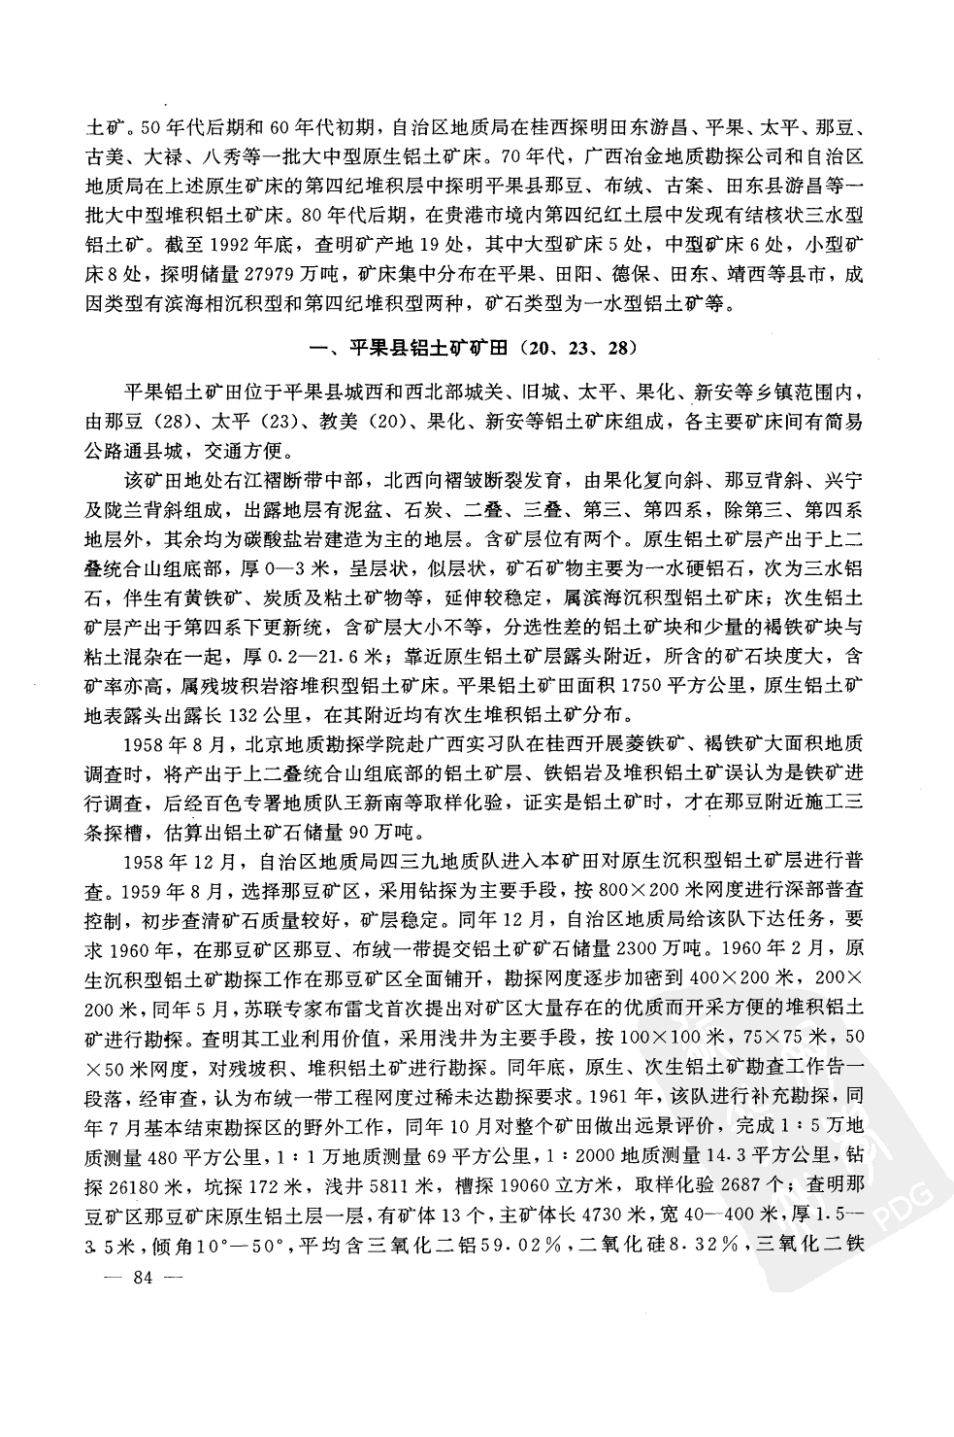 土矿。50年代后期和60年代初期，自治区地质局在桂西探明田东游昌、平果、太平、那豆、
古美、大禄、八秀等一批大中型原生铝土矿床。70年代，广西冶金地质勘探公司和自治区
地质局在上述原生矿床的第四纪堆积层中探明平果县那豆、布绒、古案、田东县游昌等一
批大中型堆积铝土矿床。80年代后期，在贵港市境内第四纪红土层中发现有结核状三水型
铝土矿。截至1992年底，查明矿产地19处，其中大型矿床5处，中型矿床6处，小型矿
床8处，探明储量27979万吨，矿床集中分布在平果、田阳、德保、田东、靖西等县市，成
因类型有滨海相沉积型和第四纪堆积型两种，矿石类型为一水型铝土矿等。
一、平果县铝土矿矿田（20、23、28）
平果铝土矿田位于平果县城西和西北部城关、旧城、太平、果化、新安等乡镇范围内，
由那豆（28）、太平（23）、教美（20）、果化、新安等铝土矿床组成，各主要矿床间有简易
公路通县城，交通方便。
该矿田地处右江褶断带中部，北西向褶皱断裂发育，由果化复向斜、那豆背斜、兴宁
及陇兰背斜组成，出露地层有泥盆、石炭、二叠、三叠、第三、第四系，除第三、第四系
地层外，其余均为碳酸盐岩建造为主的地层。含矿层位有两个。原生铝土矿层产出于上二
叠统合山组底部，厚0—3米，呈层状，似层状，矿石矿物主要为一水硬铝石，次为三水铝
石，伴生有黄铁矿、炭质及粘土矿物等，延伸较稳定，属滨海沉积型铝土矿床；次生铝土
矿层产出于第四系下更新统，含矿层大小不等，分选性差的铝土矿块和少量的褐铁矿块与
粘土混杂在一起，厚0.2—21.6米；靠近原生铝土矿层露头附近，所含的矿石块度大，含
矿率亦高，属残坡积岩溶堆积型铝土矿床。平果铝土矿田面积1750平方公里，原生铝土矿
地表露头出露长132公里，在其附近均有次生堆积铝土矿分布。
1958年8月，北京地质勘探学院赴广西实习队在桂西开展菱铁矿、褐铁矿大面积地质
调查时，将产出于上二叠统合山组底部的铝土矿层、铁铝岩及堆积铝土矿误认为是铁矿进
行调查，后经百色专署地质队王新南等取样化验，证实是铝土矿时，才在那豆附近施工三
条探槽，估算出铝土矿石储量90万吨。
1958年12月，自治区地质局四三九地质队进入本矿田对原生沉积型铝土矿层进行普
查。1959年8月，选择那豆矿区，采用钻探为主要手段，按800×200米网度进行深部普查
控制，初步查清矿石质量较好，矿层稳定。同年12月，自治区地质局给该队下达任务，要
求1960年，在那豆矿区那豆、布绒一带提交铝土矿矿石储量2300万吨。1960年2月，原
生沉积型铝土矿勘探工作在那豆矿区全面铺开，勘探网度逐步加密到400×200米，200×
200米，同年5月，苏联专家布雷戈首次提出对矿区大量存在的优质而开采方便的堆积铝土
矿进行勘探。查明其工业利用价值，采用浅井为主要手段，按100×100米，75×75米，50
×50米网度，对残坡积、堆积铝土矿进行勘探。同年底，原生、次生铝土矿勘查工作告一
段落，经审查，认为布绒一带工程网度过稀未达勘探要求。1961年，该队进行补充勘探，同
年7月基本结束勘探区的野外工作，同年10月对整个矿田做出远景评价，完成1：5万地
质测量480平方公里，1：1万地质测量69平方公里，1：2000地质测量14.3平方公里，钻
探26180米，坑探172米，浅井5811米，槽探19060立方米，取样化验2687个；查明那
豆矿区那豆矿床原生铝土层一层，有矿体13个，主矿体长4730米，宽40—400米，厚1.5—
3.5米，倾角10°—50°，平均含三氧化二铝59.02％，二氧化硅8.32％，三氧化二铁
— 84 —
PDG